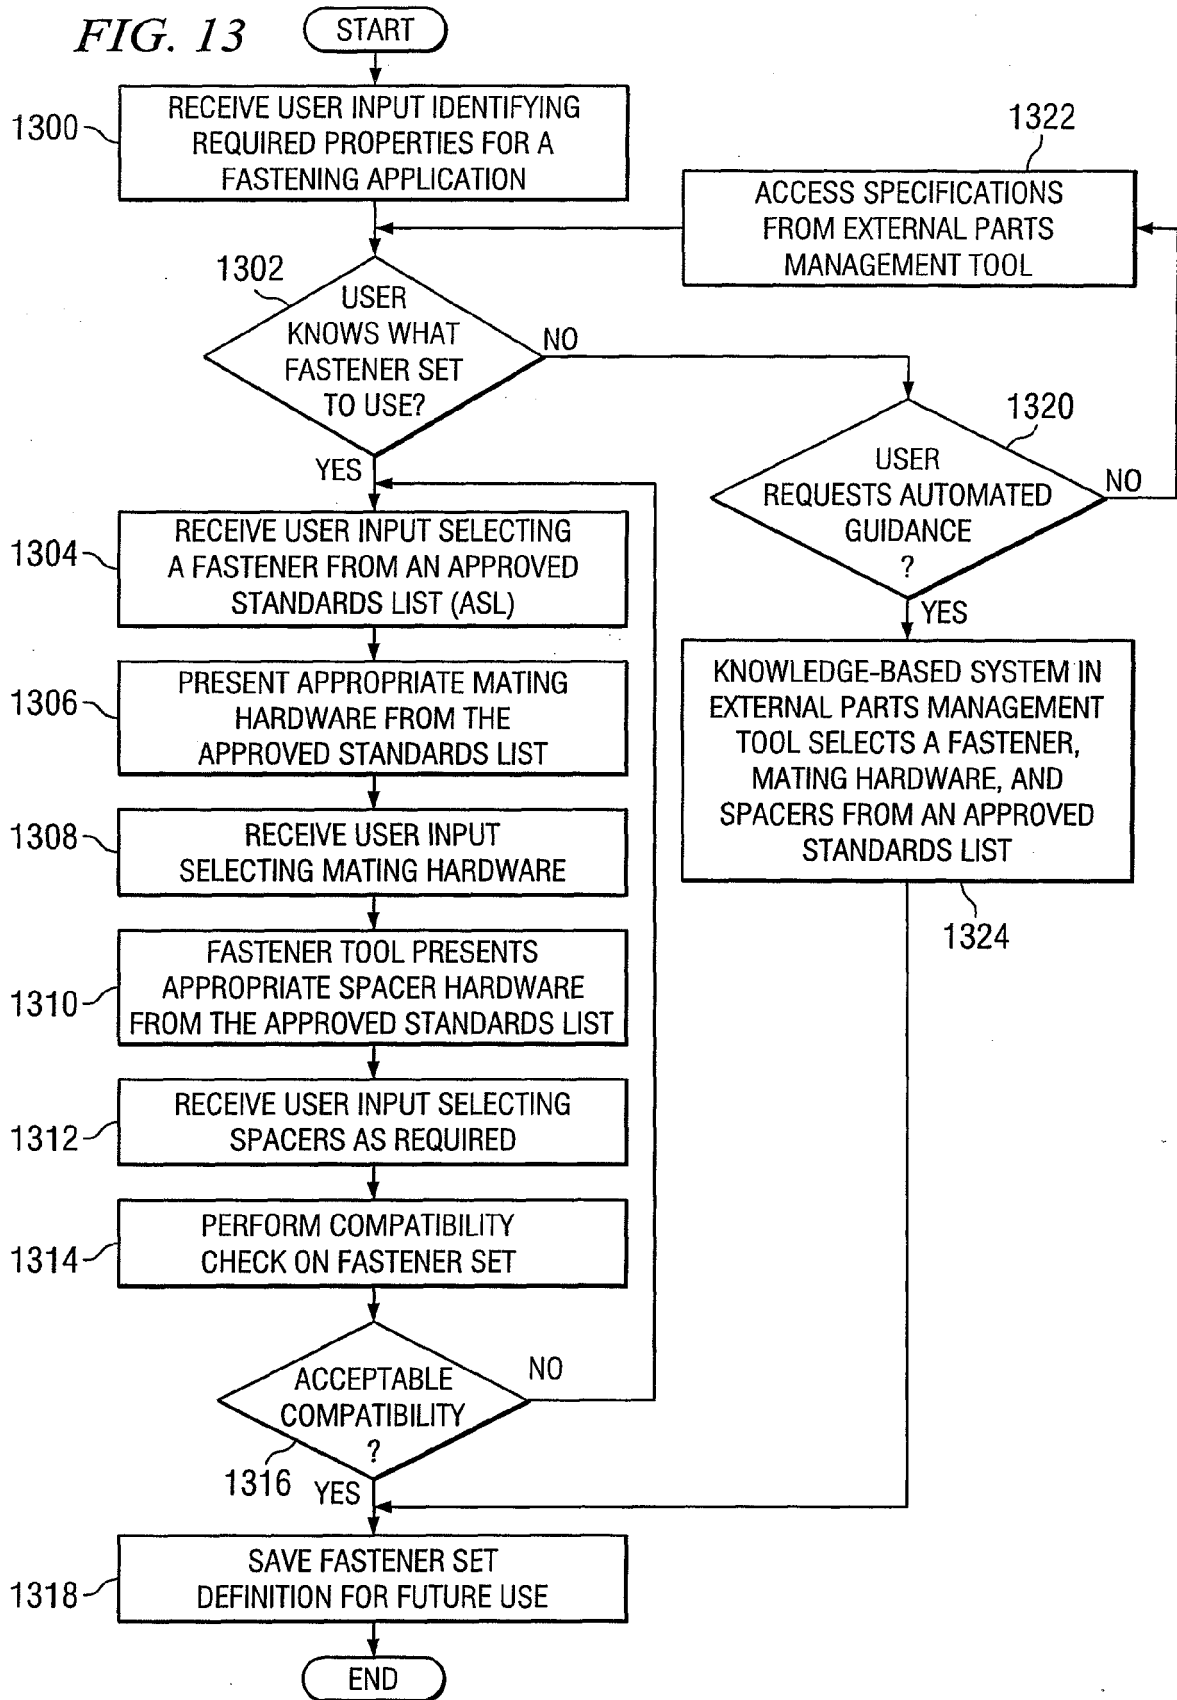 FIG. 13
START
1300
RECEIVE USER INPUT IDENTIFYING
REQUIRED PROPERTIES FOR A
FASTENING APPLICATION
1322
ACCESS SPECIFICATIONS
FROM EXTERNAL PARTS
MANAGEMENT TOOL
1302
USER
KNOWS WHAT
FASTENER SET
TO USE?
NO
YES
1320
USER
REQUESTS AUTOMATED
GUIDANCE
?
NO
YES
1304
RECEIVE USER INPUT SELECTING
A FASTENER FROM AN APPROVED
STANDARDS LIST (ASL)
1306
PRESENT APPROPRIATE MATING
HARDWARE FROM THE
APPROVED STANDARDS LIST
KNOWLEDGE-BASED SYSTEM IN
EXTERNAL PARTS MANAGEMENT
TOOL SELECTS A FASTENER,
MATING HARDWARE, AND
SPACERS FROM AN APPROVED
STANDARDS LIST
1324
1308
RECEIVE USER INPUT
SELECTING MATING HARDWARE
1310
FASTENER TOOL PRESENTS
APPROPRIATE SPACER HARDWARE
FROM THE APPROVED STANDARDS LIST
1312
RECEIVE USER INPUT SELECTING
SPACERS AS REQUIRED
1314
PERFORM COMPATIBILITY
CHECK ON FASTENER SET
ACCEPTABLE
COMPATIBILITY
?
NO
1316
YES
1318
SAVE FASTENER SET
DEFINITION FOR FUTURE USE
END